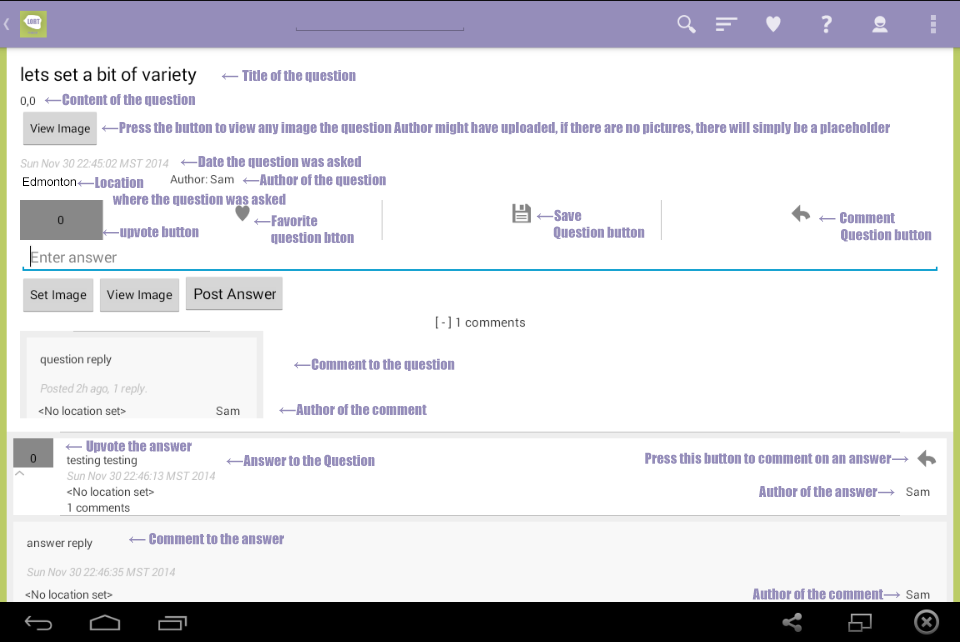 LORT
?
lets set a bit of variety ← Title of the question
0,0 ←Content of the question
View Image ←Press the button to view any image the question Author might have uploaded, if there are no pictures, there will simply be a placeholder
Sun Nov 30 22:45:02 MST 2014 ←Date the question was asked
Edmonton←Location Author: Sam ←Author of the question
where the question was asked
0 ←upvote button ←Favorite ←Save ← Comment
question btton Question button Question button
Enter answer
Set Image View Image Post Answer
[ - ] 1 comments
question reply ←Comment to the question
Posted 2h ago, 1 reply.
<No location set> Sam ←Author of the comment
0 ← Upvote the answer
testing testing ←Answer to the Question Press this button to comment on an answer→
Sun Nov 30 22:46:13 MST 2014
<No location set> Author of the answer→ Sam
1 comments
answer reply ← Comment to the answer
Sun Nov 30 22:46:35 MST 2014
<No location set> Author of the comment→ Sam